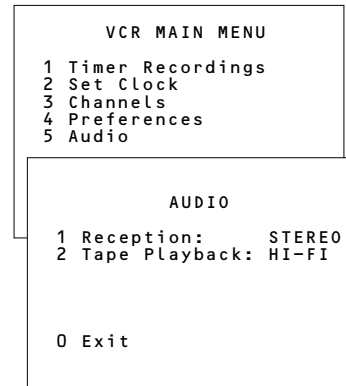 VCR MAIN MENU
1 Timer Recordings
2 Set Clock
3 Channels
4 Preferences
5 Audio
AUDIO
1 Reception: STEREO
2 Tape Playback: HI-FI
0 Exit